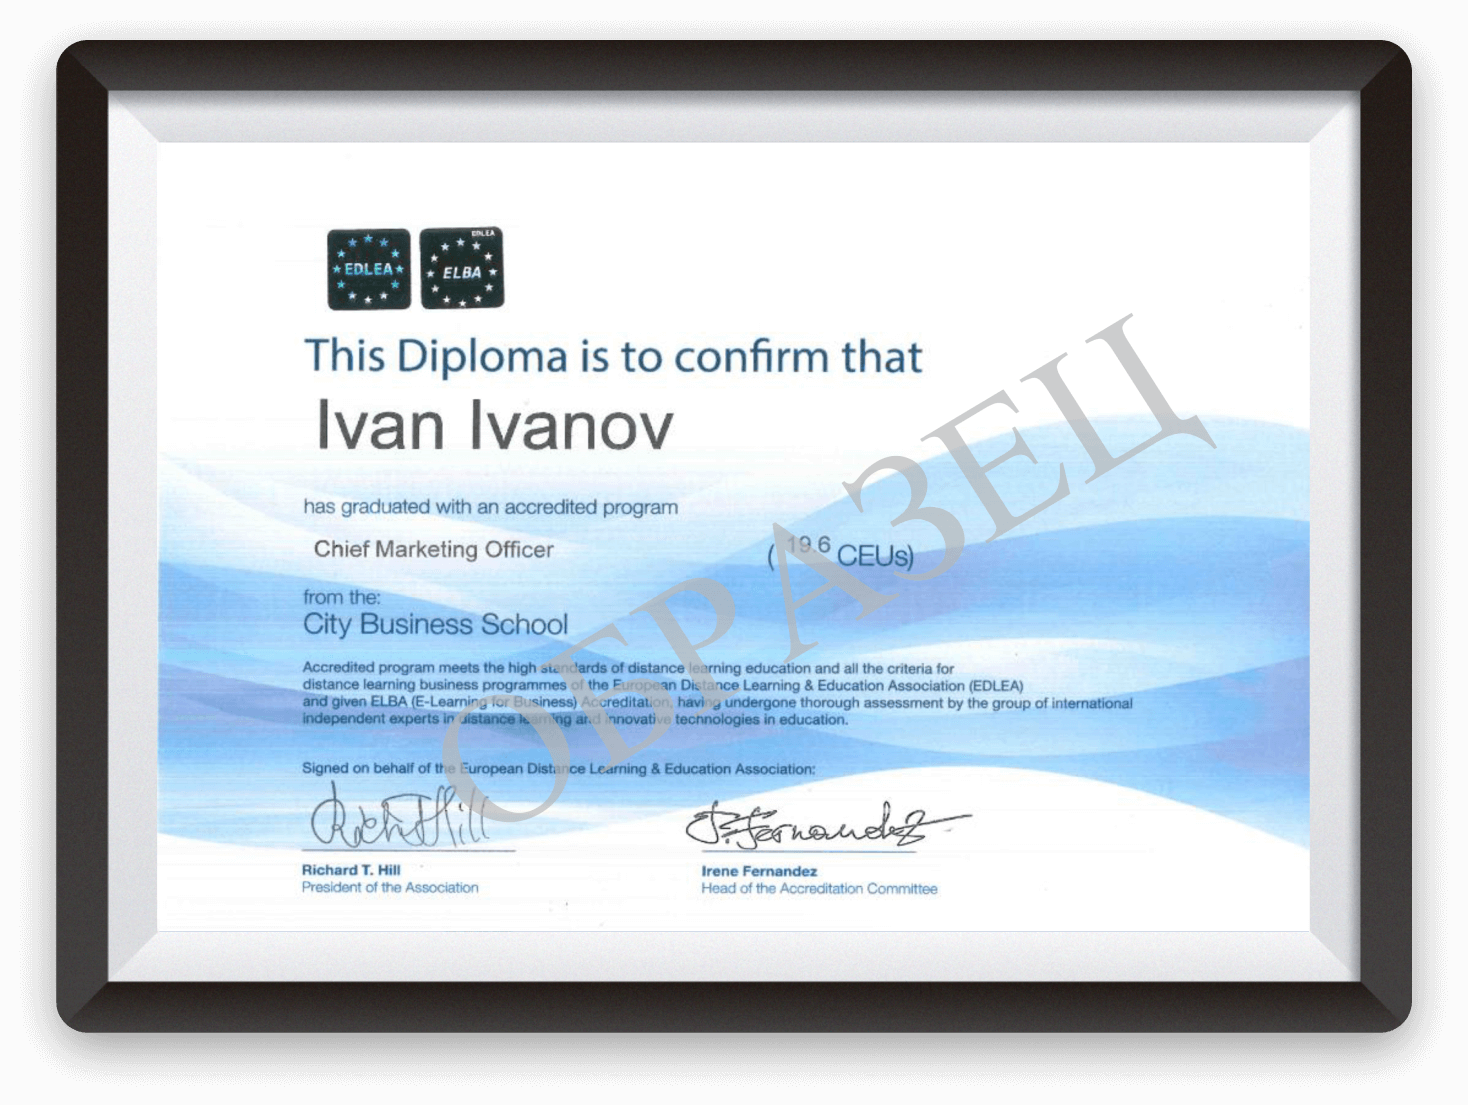 EDLEA
EDLEA
ELBA
This Diploma is to confirm that
Ivan Ivanov
has graduated with an accredited program
Chief Marketing Officer
( 19.6 CEUs)
from the:
City Business School
Accredited program meets the high standards of distance learning education and all the criteria for
distance learning business programmes of the European Distance Learning & Education Association (EDLEA)
and given ELBA (E-Learning for Business) Accreditation, having undergone thorough assessment by the group of international
independent experts in distance learning and innovative technologies in education.
Signed on behalf of the European Distance Learning & Education Association:
Richard T. Hill
President of the Association
Irene Fernandez
Head of the Accreditation Committee
ОБРАЗЕЦ